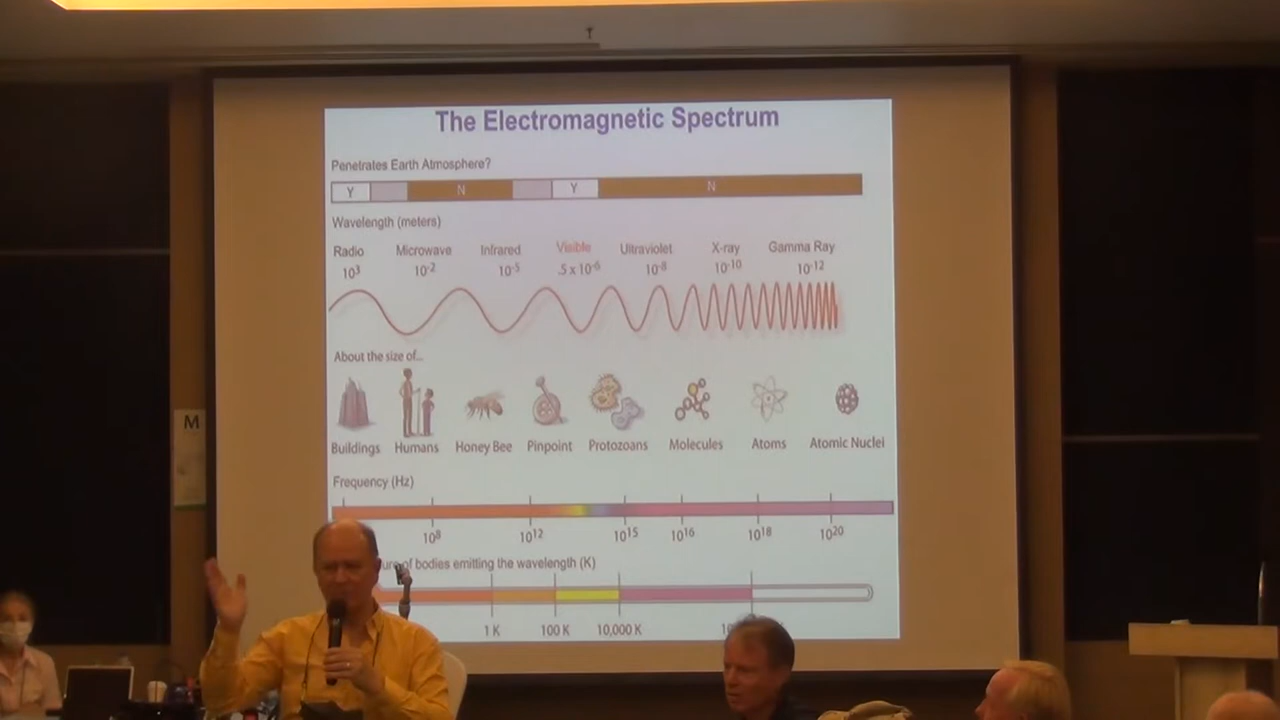 The Electromagnetic Spectrum
Penetrates Earth Atmosphere?
Y N Y N
Wavelength (meters)
Radio Microwave Infrared Visible Ultraviolet X-ray Gamma Ray
10³ 10⁻² 10⁻⁵ .5 x 10⁻⁶ 10⁻⁸ 10⁻¹⁰ 10⁻¹²
About the size of...
Buildings Humans Honey Bee Pinpoint Protozoans Molecules Atoms Atomic Nuclei
M
Frequency (Hz)
10⁸ 10¹² 10¹⁵ 10¹⁶ 10¹⁸ 10²⁰
of bodies emitting the wavelength (K)
1 K 100 K 10,000 K